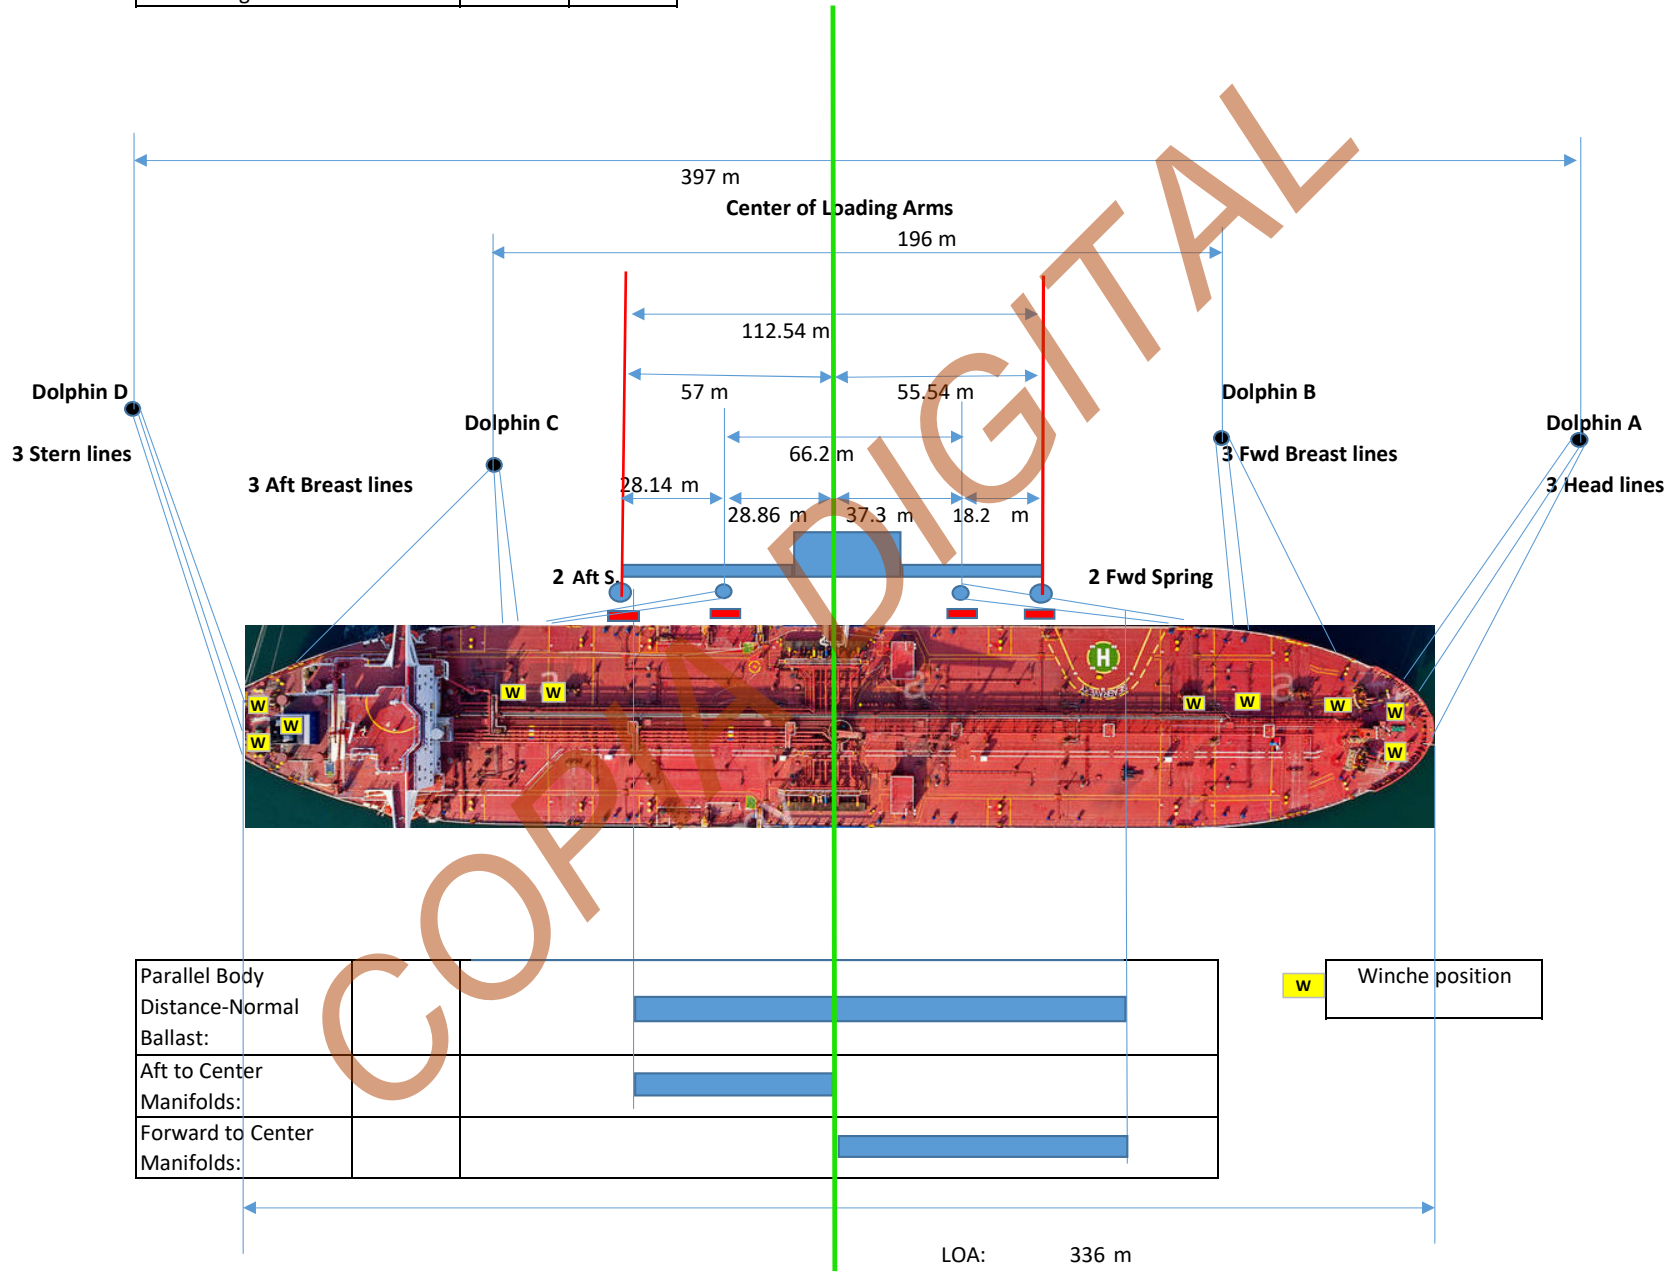 397 m
Center of Loading Arms
196 m
112.54 m
57 m
55.54 m
Dolphin D
Dolphin B
Dolphin C
Dolphin A
3 Stern lines
66.2 m
3 Fwd Breast lines
3 Aft Breast lines
28.14 m
3 Head lines
28.86 m
37.3 m
18.2 m
2 Aft S.
2 Fwd Spring
H
a
a
a
W
W
W
W
W
W
W
W
W
W
COPIA DIGITAL
Parallel Body
Distance-Normal
Ballast:
W
Winche position
Aft to Center
Manifolds:
Forward to Center
Manifolds:
LOA: 336 m